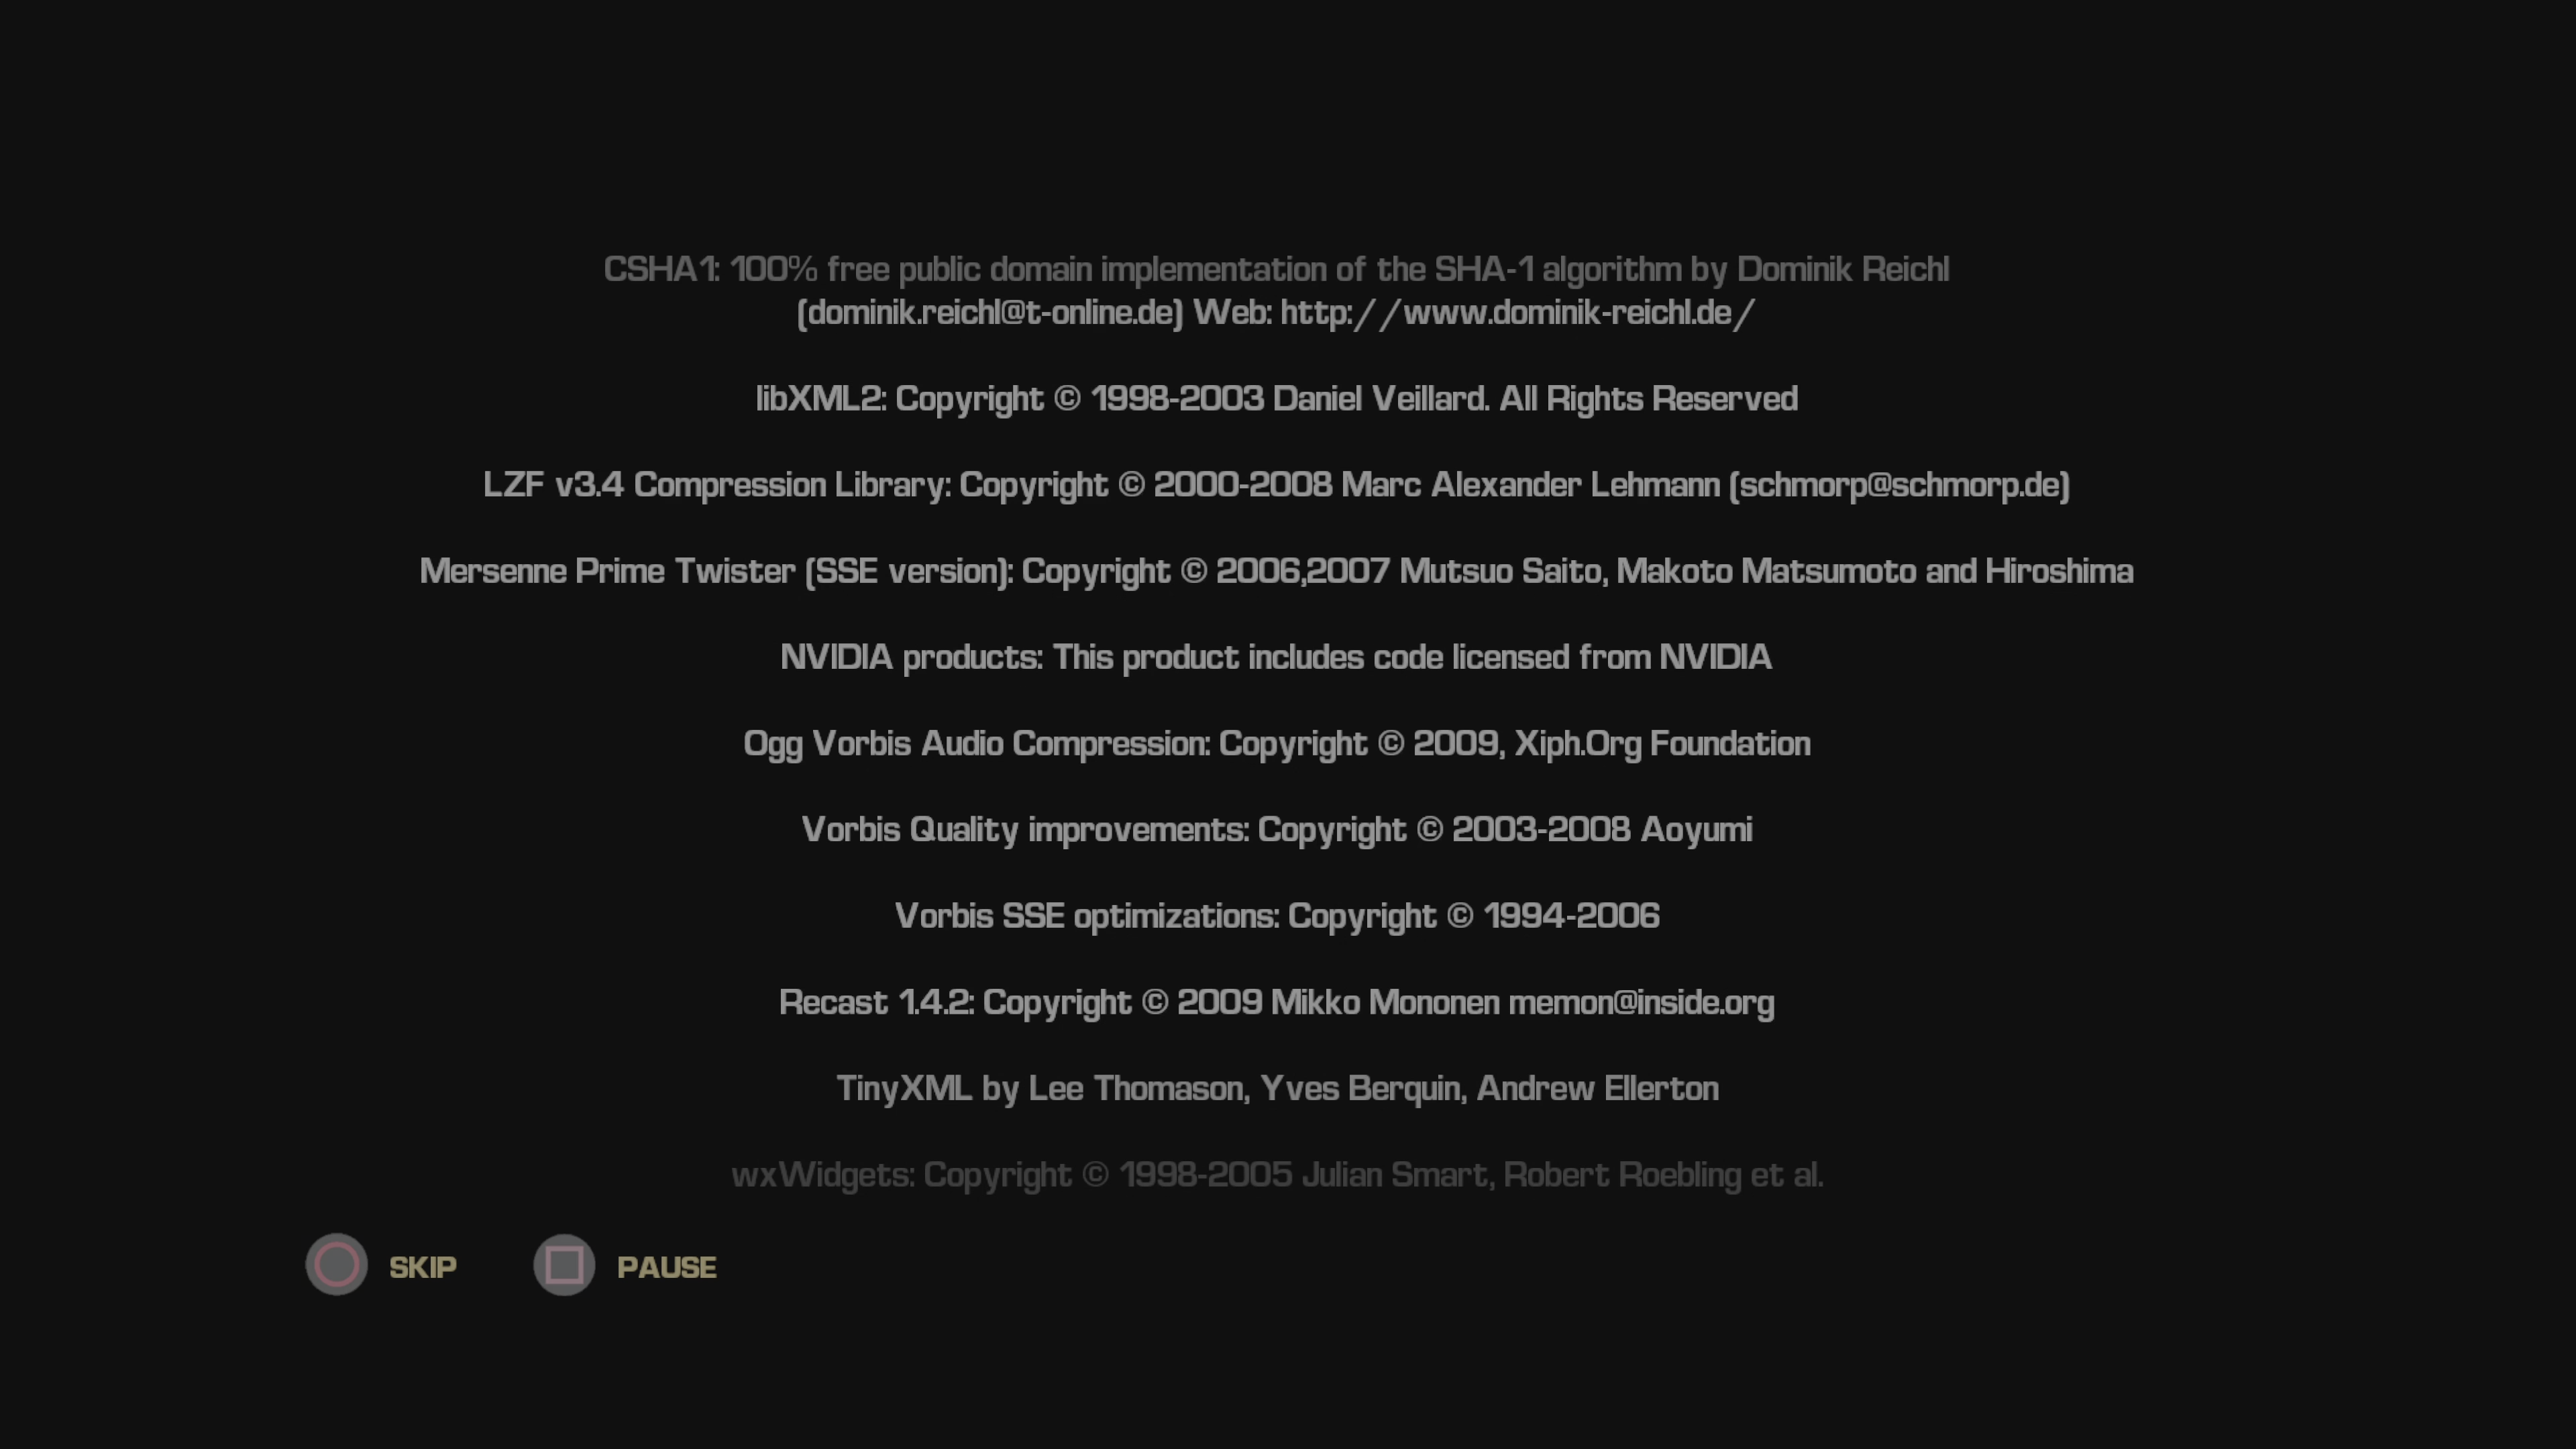 CSHA1: 100% free public domain implementation of the SHA-1 algorithm by Dominik Reichl
(dominik.reichl@t-online.de) Web: http://www.dominik-reichl.de/
libXML2: Copyright © 1998-2003 Daniel Veillard. All Rights Reserved
LZF v3.4 Compression Library: Copyright © 2000-2008 Marc Alexander Lehmann (schmorp@schmorp.de)
Mersenne Prime Twister (SSE version): Copyright © 2006,2007 Mutsuo Saito, Makoto Matsumoto and Hiroshima
NVIDIA products: This product includes code licensed from NVIDIA
Ogg Vorbis Audio Compression: Copyright © 2009, Xiph.Org Foundation
Vorbis Quality improvements: Copyright © 2003-2008 Aoyumi
Vorbis SSE optimizations: Copyright © 1994-2006
Recast 1.4.2: Copyright © 2009 Mikko Mononen memon@inside.org
TinyXML by Lee Thomason, Yves Berquin, Andrew Ellerton
wxWidgets: Copyright © 1998-2005 Julian Smart, Robert Roebling et al.
SKIP PAUSE